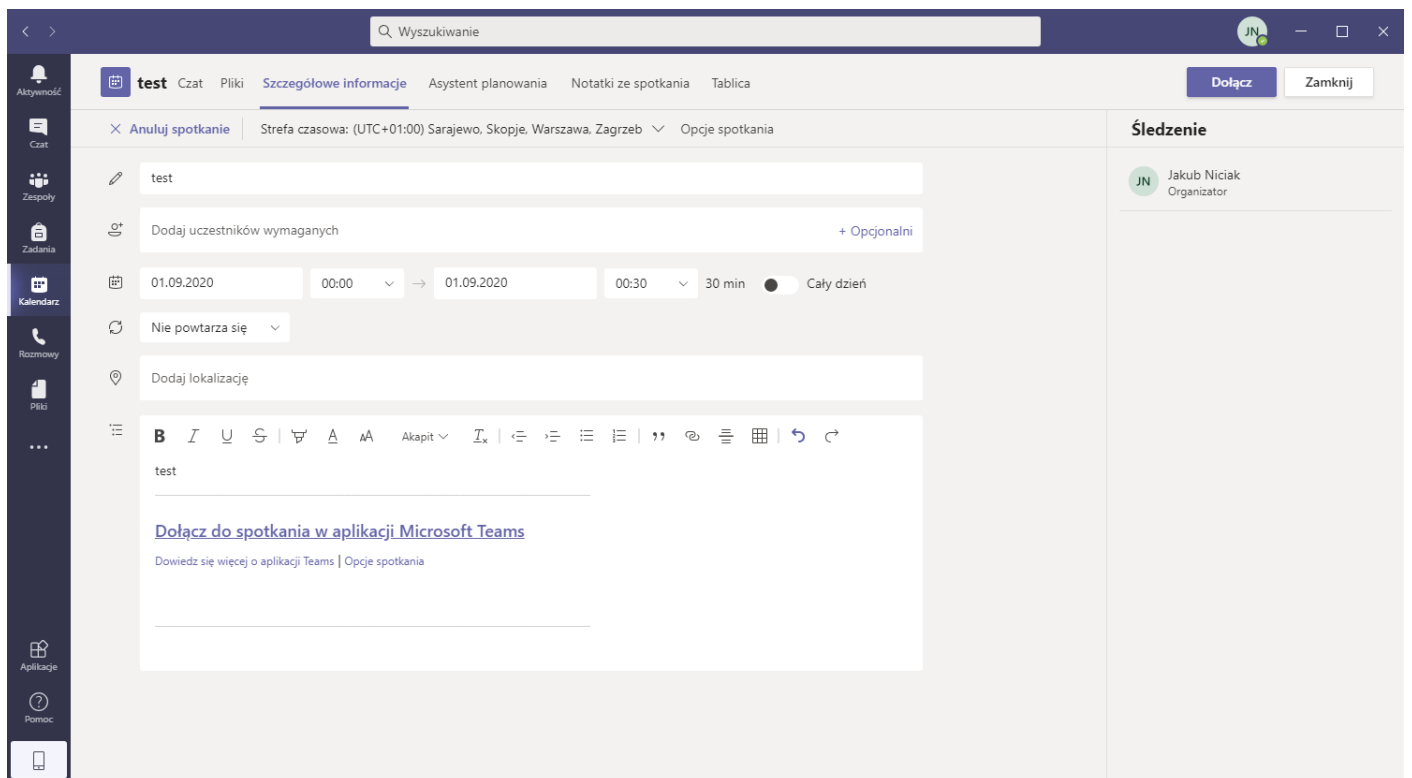 Wyszukiwanie
JN
Aktywność
Czat
Zespoły
Zadania
Kalendarz
Rozmowy
Pliki
Aplikacje
Pomoc
test Czat Pliki Szczegółowe informacje Asystent planowania Notatki ze spotkania Tablica
Dołącz Zamknij
Anuluj spotkanie Strefa czasowa: (UTC+01:00) Sarajewo, Skopje, Warszawa, Zagrzeb Opcje spotkania
test
Dodaj uczestników wymaganych + Opcjonalni
01.09.2020 00:00 → 01.09.2020 00:30 30 min Cały dzień
Nie powtarza się
Dodaj lokalizację
B I U S A AA Akapit Tx
test
Dołącz do spotkania w aplikacji Microsoft Teams
Dowiedz się więcej o aplikacji Teams | Opcje spotkania
Śledzenie
JN Jakub Niciak
Organizator